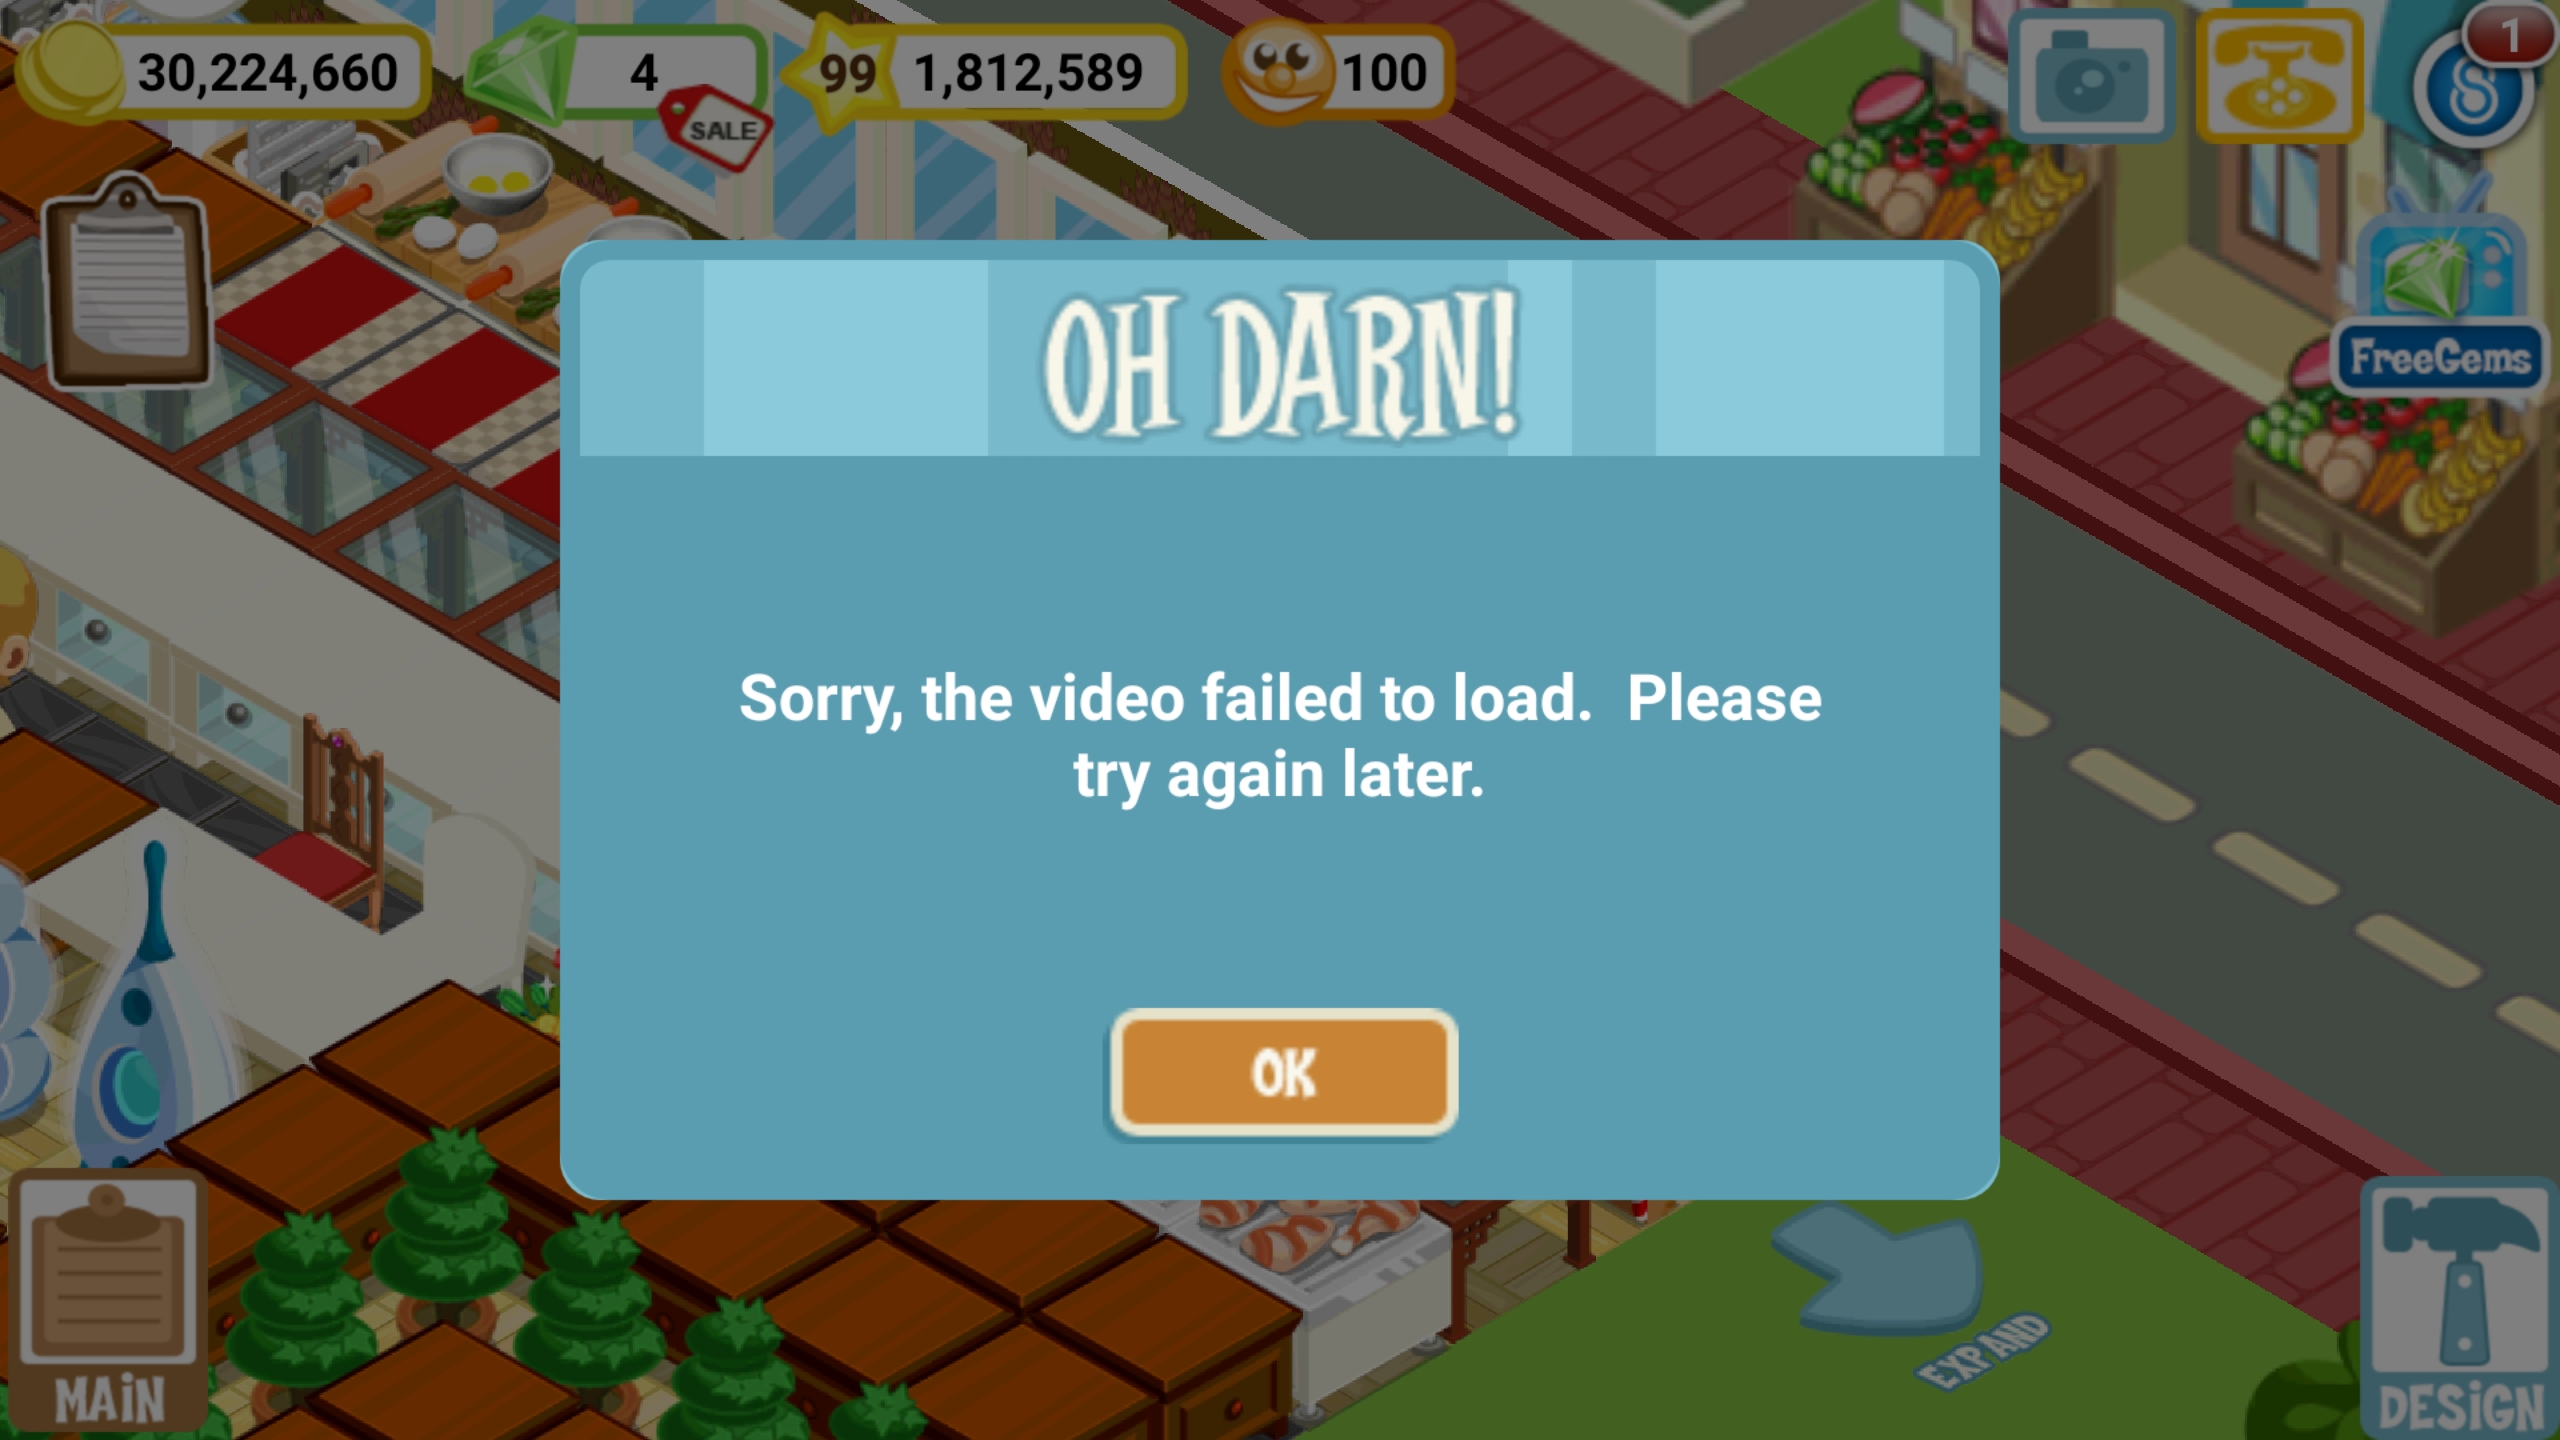 30,224,660
4
SALE
99 1,812,589
100
1
FreeGems
OH DARN!
Sorry, the video failed to load.  Please
try again later.
OK
EXPAND
MAIN
DESIGN